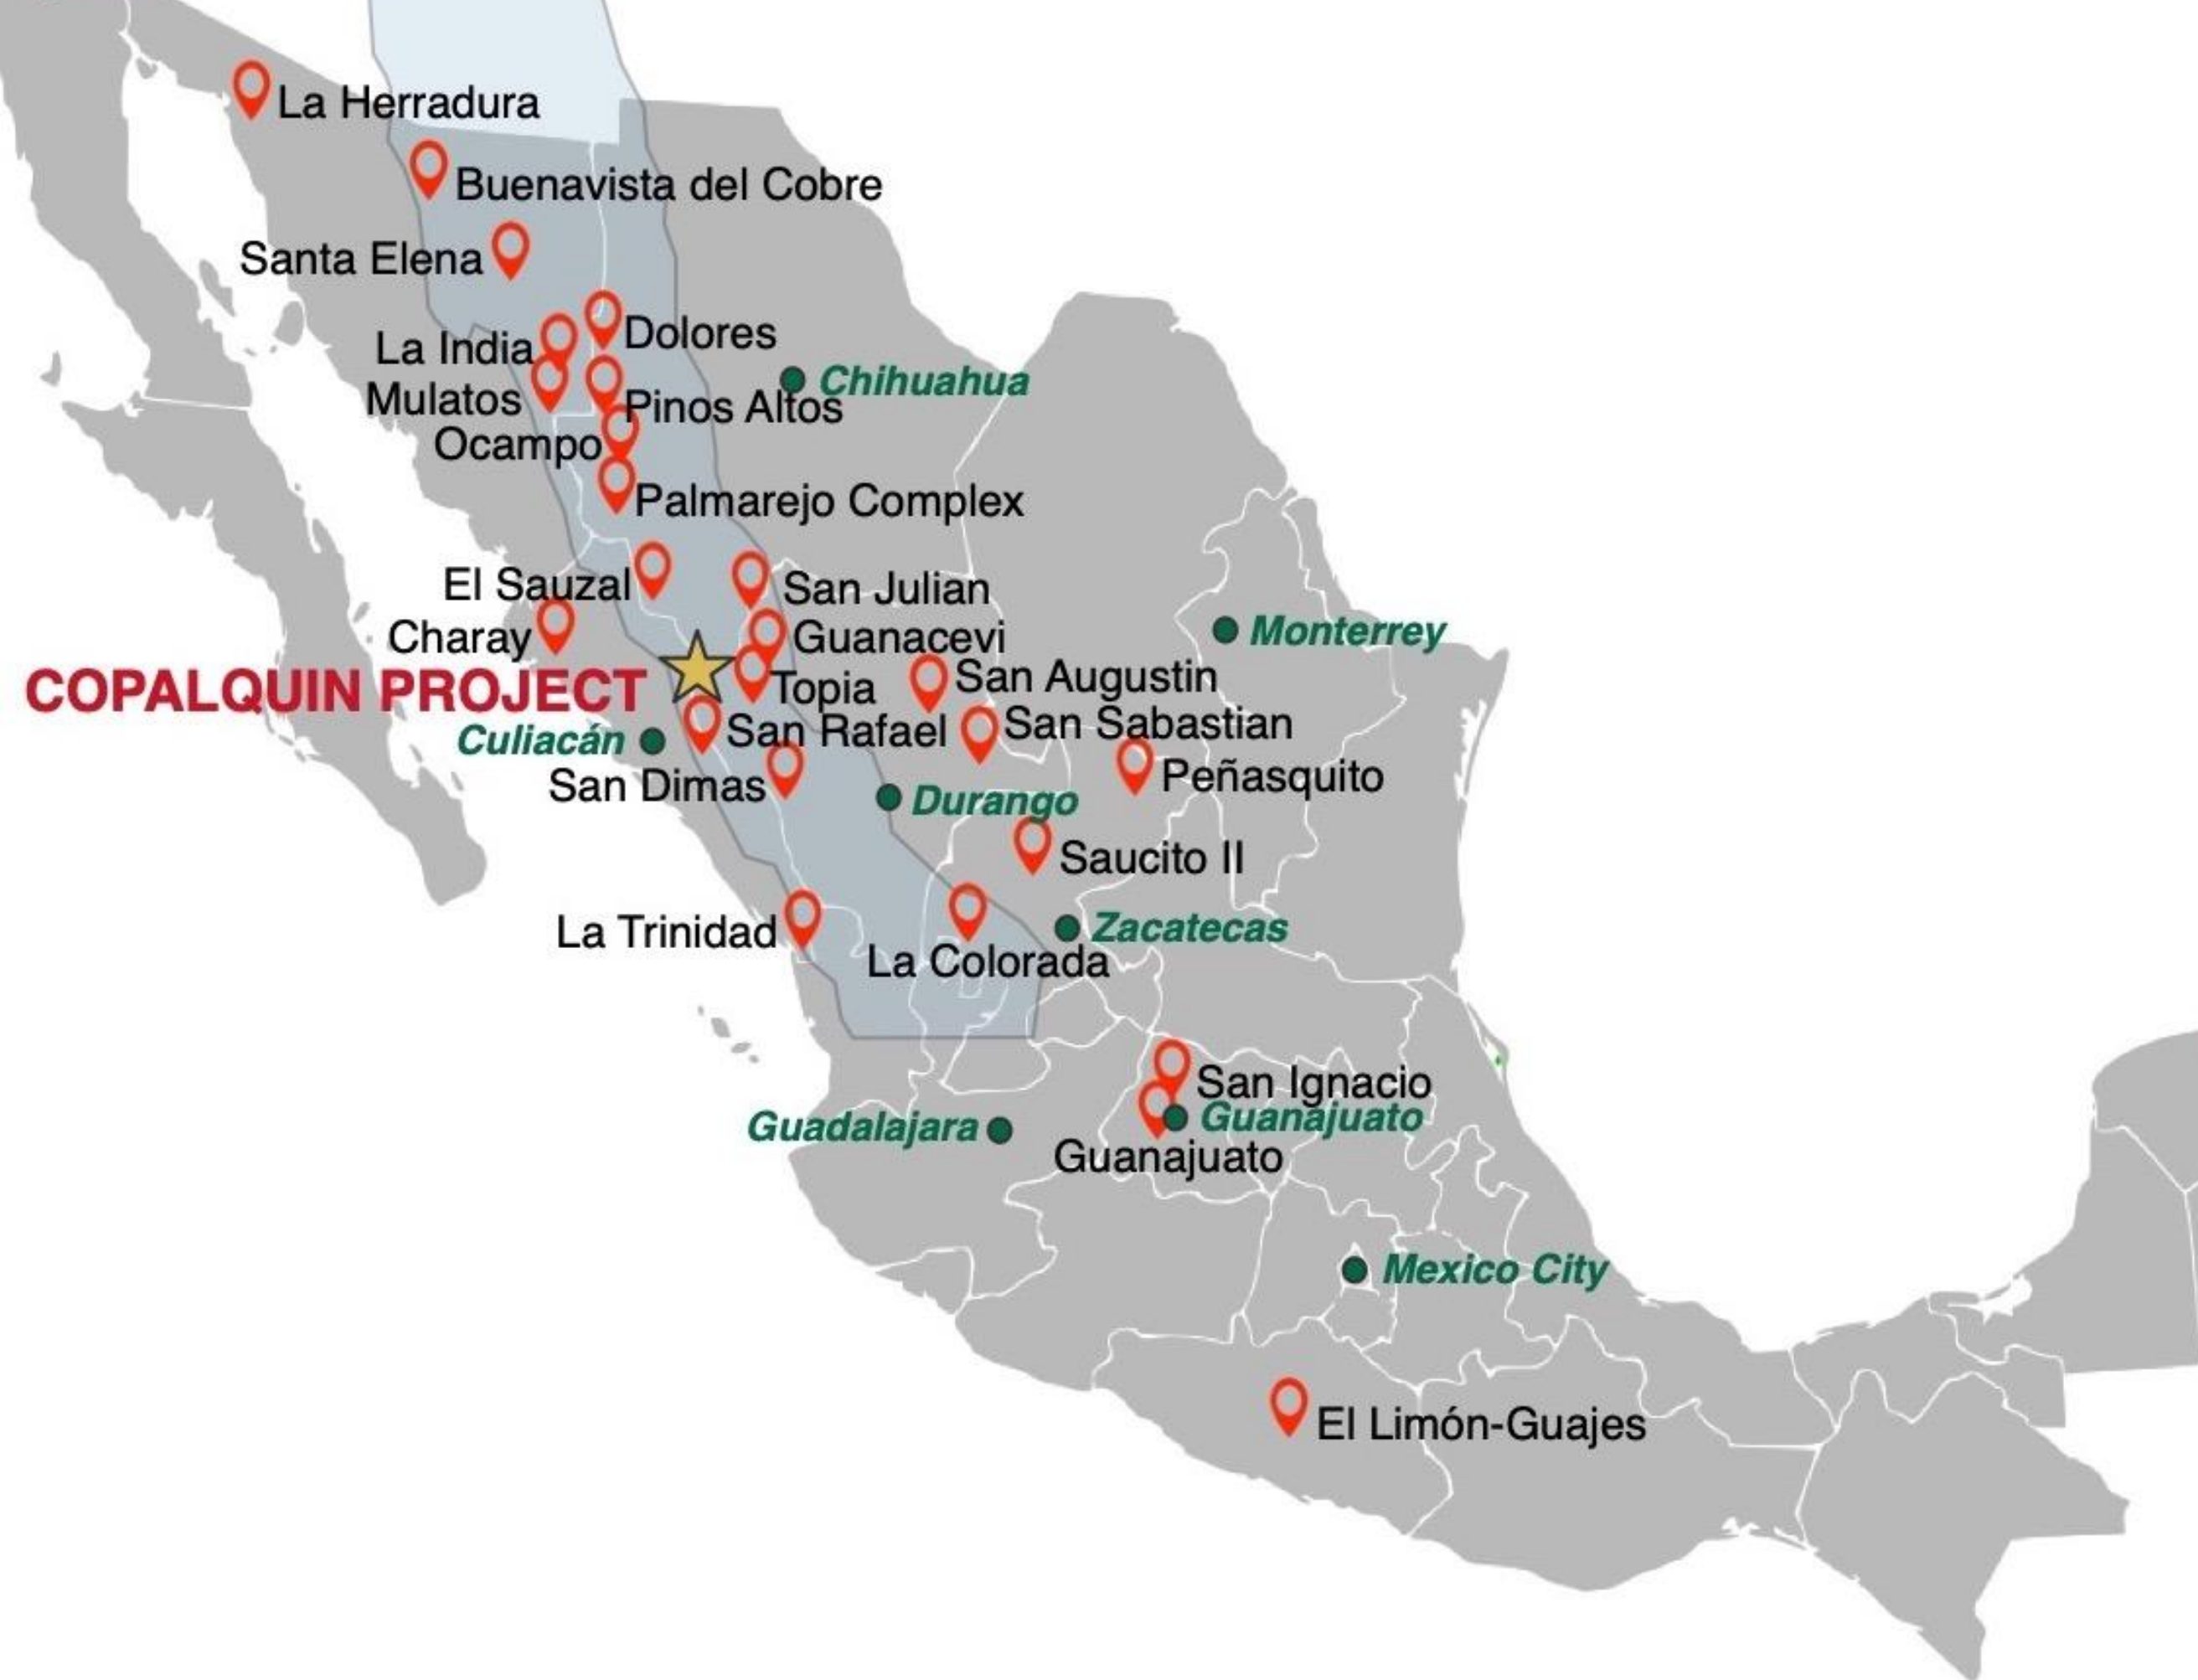 La Herradura
Buenavista del Cobre
Santa Elena
Dolores
La India
Chihuahua
Mulatos
Pinos Altos
Ocampo
Palmarejo Complex
El Sauzal
San Julian
Charay
Guanacevi
Monterrey
COPALQUIN PROJECT
Topia
San Augustin
San Rafael
San Sabastian
Culiacán
San Dimas
Peñasquito
Durango
Saucito II
La Trinidad
Zacatecas
La Colorada
San Ignacio
Guadalajara
Guanajuato
Guanajuato
Mexico City
El Limón-Guajes